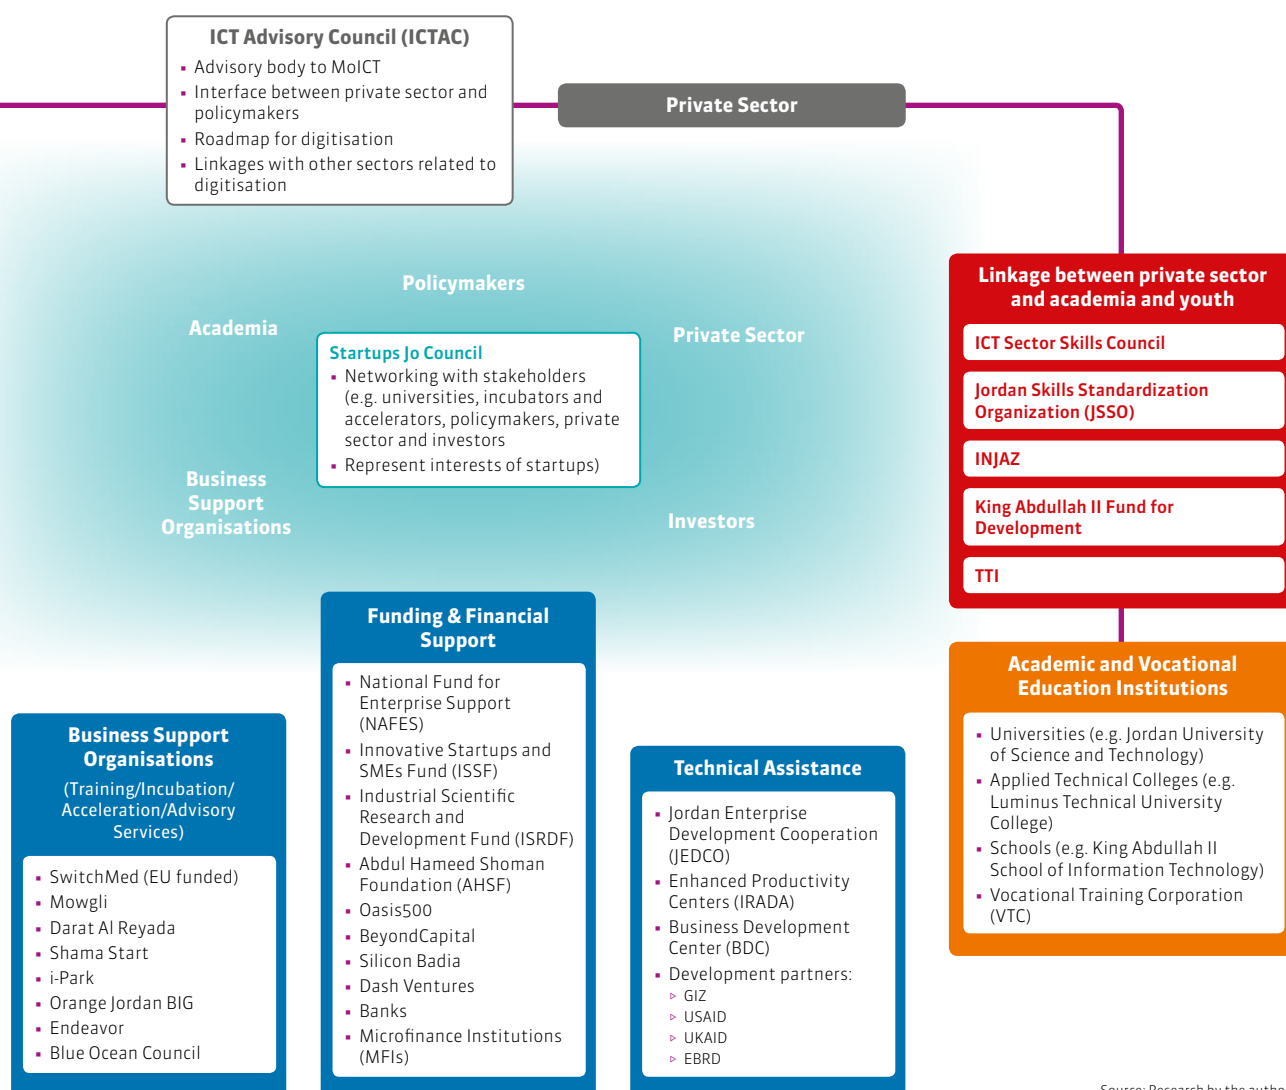 ICT Advisory Council (ICTAC)
▪ Advisory body to MoICT
▪ Interface between private sector and
policymakers
▪ Roadmap for digitisation
▪ Linkages with other sectors related to
digitisation
Private Sector
Policymakers
Academia
Private Sector
Startups Jo Council
▪ Networking with stakeholders
(e.g. universities, incubators and
accelerators, policymakers, private
sector and investors
▪ Represent interests of startups)
Business
Support
Organisations
Investors
Linkage between private sector
and academia and youth
ICT Sector Skills Council
Jordan Skills Standardization
Organization (JSSO)
INJAZ
King Abdullah II Fund for
Development
TTI
Funding & Financial
Support
▪ National Fund for
Enterprise Support
(NAFES)
▪ Innovative Startups and
SMEs Fund (ISSF)
▪ Industrial Scientific
Research and
Development Fund (ISRDF)
▪ Abdul Hameed Shoman
Foundation (AHSF)
▪ Oasis500
▪ BeyondCapital
▪ Silicon Badia
▪ Dash Ventures
▪ Banks
▪ Microfinance Institutions
(MFIs)
Business Support
Organisations
(Training/Incubation/
Acceleration/Advisory
Services)
▪ SwitchMed (EU funded)
▪ Mowgli
▪ Darat Al Reyada
▪ Shama Start
▪ i-Park
▪ Orange Jordan BIG
▪ Endeavor
▪ Blue Ocean Council
Technical Assistance
▪ Jordan Enterprise
Development Cooperation
(JEDCO)
▪ Enhanced Productivity
Centers (IRADA)
▪ Business Development
Center (BDC)
▪ Development partners:
▹ GIZ
▹ USAID
▹ UKAID
▹ EBRD
Academic and Vocational
Education Institutions
▪ Universities (e.g. Jordan University
of Science and Technology)
▪ Applied Technical Colleges (e.g.
Luminus Technical University
College)
▪ Schools (e.g. King Abdullah II
School of Information Technology)
▪ Vocational Training Corporation
(VTC)
Source: Research by the